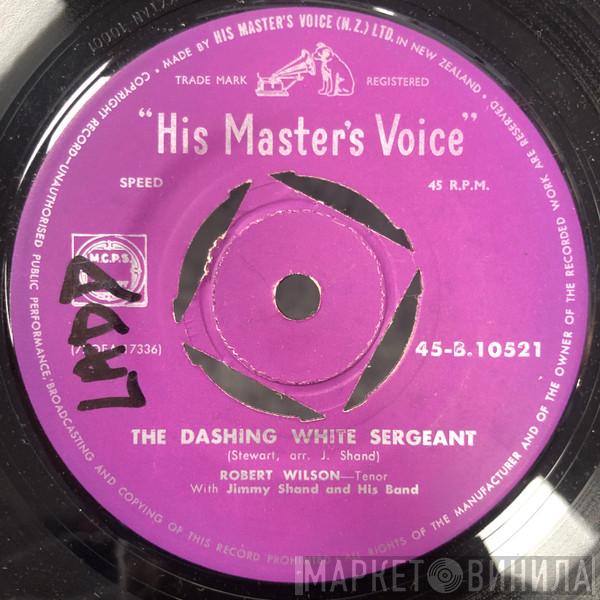 MADE BY HIS MASTER'S VOICE (N.Z.) LTD. IN NEW ZEALAND · ALL RIGHTS OF THE MANUFACTURER AND OF THE OWNER OF THE RECORDED WORK ARE RESERVED ·
COPYRIGHT RECORD—UNAUTHORISED PUBLIC PERFORMANCE, BROADCASTING AND COPYING OF THIS RECORD
TRADE MARK
REGISTERED
"His Master's Voice"
SPEED
45 R.P.M.
M.C.P.S.
7336)
45-B.10521
THE DASHING WHITE SERGEANT
(Stewart, arr. J. Shand)
ROBERT WILSON—Tenor
With Jimmy Shand and His Band
МАРКЕТ ВИНИЛА